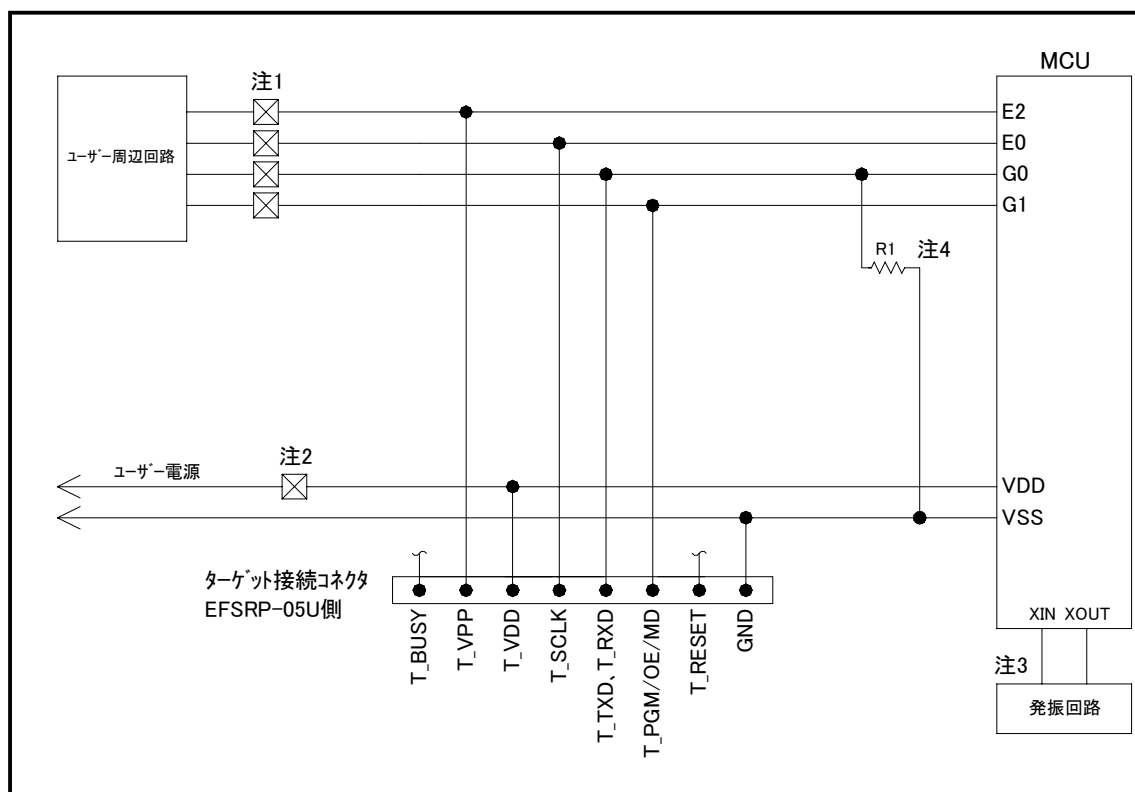 MCU
注1
E2
E0
ユーザー周辺回路
G0
G1
R1 注4
注2
ユーザー電源
VDD
VSS
ターゲット接続コネクタ
EFSRP-05U側
T_BUSY
T_VPP
T_VDD
T_SCLK
T_TXD、T_RXD
T_PGM/OE/MD
T_RESET
GND
XIN XOUT
注3
発振回路